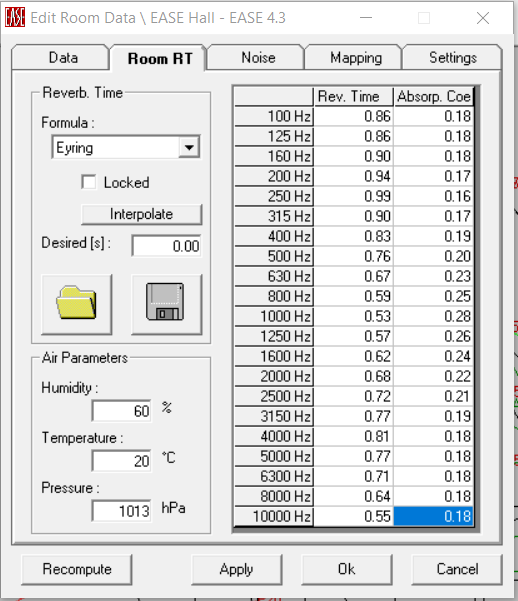 EASE Edit Room Data \ EASE Hall - EASE 4.3
Data Room RT Noise Mapping Settings
Reverb. Time
Formula :
Eyring
Locked
Interpolate
Desired [s] : 0.00
Air Parameters
Humidity :
60 %
Temperature :
20 °C
Pressure :
1013 hPa
Rev. Time Absorp. Coe
100 Hz 0.86 0.18
125 Hz 0.86 0.18
160 Hz 0.90 0.18
200 Hz 0.94 0.17
250 Hz 0.99 0.16
315 Hz 0.90 0.17
400 Hz 0.83 0.19
500 Hz 0.76 0.20
630 Hz 0.67 0.23
800 Hz 0.59 0.25
1000 Hz 0.53 0.28
1250 Hz 0.57 0.26
1600 Hz 0.62 0.24
2000 Hz 0.68 0.22
2500 Hz 0.72 0.21
3150 Hz 0.77 0.19
4000 Hz 0.81 0.18
5000 Hz 0.77 0.18
6300 Hz 0.71 0.18
8000 Hz 0.64 0.18
10000 Hz 0.55 0.18
Recompute Apply Ok Cancel